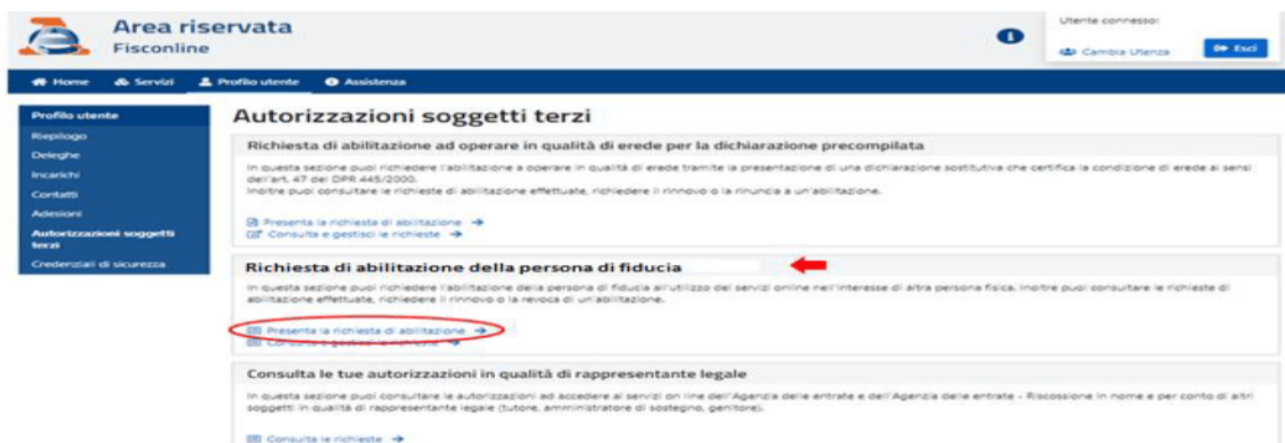 Area riservata
Fisconline
Utente connesso:
Cambia Utenza
Esci
Home
Servizi
Profilo utente
Assistenza
Profilo utente
Riepilogo
Deleghe
Incarichi
Contatti
Adesioni
Autorizzazioni soggetti
terzi
Credenziali di sicurezza
Autorizzazioni soggetti terzi
Richiesta di abilitazione ad operare in qualità di erede per la dichiarazione precompilata
In questa sezione puoi richiedere l'abilitazione a operare in qualità di erede tramite la presentazione di una dichiarazione sostitutiva che certifica la condizione di erede ai sensi
dell'art. 47 del DPR 445/2000.
Inoltre puoi consultare le richieste di abilitazione effettuate, richiedere il rinnovo o la rinuncia a un'abilitazione.
Presenta la richiesta di abilitazione →
Consulta e gestisci le richieste →
Richiesta di abilitazione della persona di fiducia
In questa sezione puoi richiedere l'abilitazione della persona di fiducia all'utilizzo dei servizi online nell'interesse di altra persona fisica. Inoltre puoi consultare le richieste di
abilitazione effettuate, richiedere il rinnovo o la revoca di un'abilitazione.
Presenta la richiesta di abilitazione →
Consulta e gestisci le richieste →
Consulta le tue autorizzazioni in qualità di rappresentante legale
In questa sezione puoi consultare le autorizzazioni ad accedere ai servizi on line dell'Agenzia delle entrate e dell'Agenzia delle entrate - Riscossione in nome e per conto di altri
soggetti in qualità di rappresentante legale (tutore, amministratore di sostegno, genitore).
Consulta le richieste →